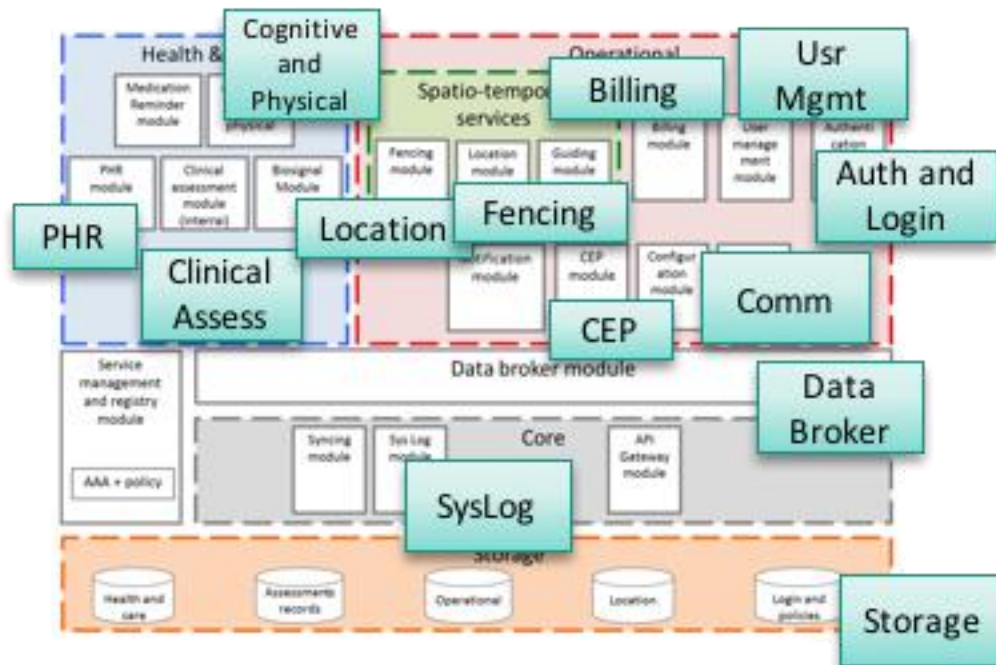 Cognitive
and
Physical
Health &
Operational
Usr
Mgmt
Billing
Medication
Reminder
module
physical
Spatio-tempor
services
Billing
module
User
manage
ment
module
Authenti
cation
Fencing
module
Location
module
Guiding
module
PHR
module
Clinical
assessment
module
(internal)
Biosignal
Module
Auth and
Login
PHR
Location
Fencing
Clinical
Assess
module
CEP
module
Configur
ation
module
Comm
CEP
Service
management
and registry
module
AAA + policy
Data broker module
Data
Broker
Core
Syncing
module
Sys Log
module
API
Gateway
module
SysLog
Storage
Health and
care
Assessments
records
Operational
Location
Login and
policies
Storage